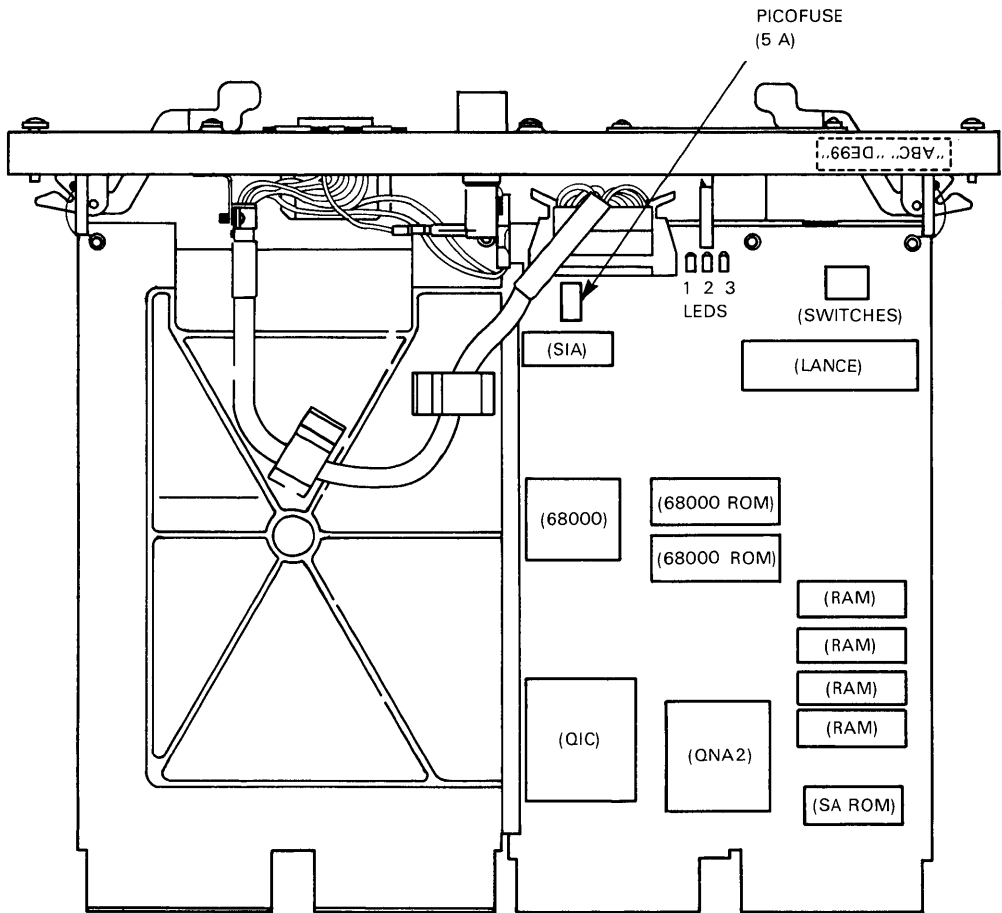 PICOFUSE
(5 A)
"ABC" "DE99"
1 2 3
LEDS
(SWITCHES)
(SIA)
(LANCE)
(68000)
(68000 ROM)
(68000 ROM)
(RAM)
(RAM)
(RAM)
(RAM)
(QIC)
(QNA2)
(SA ROM)